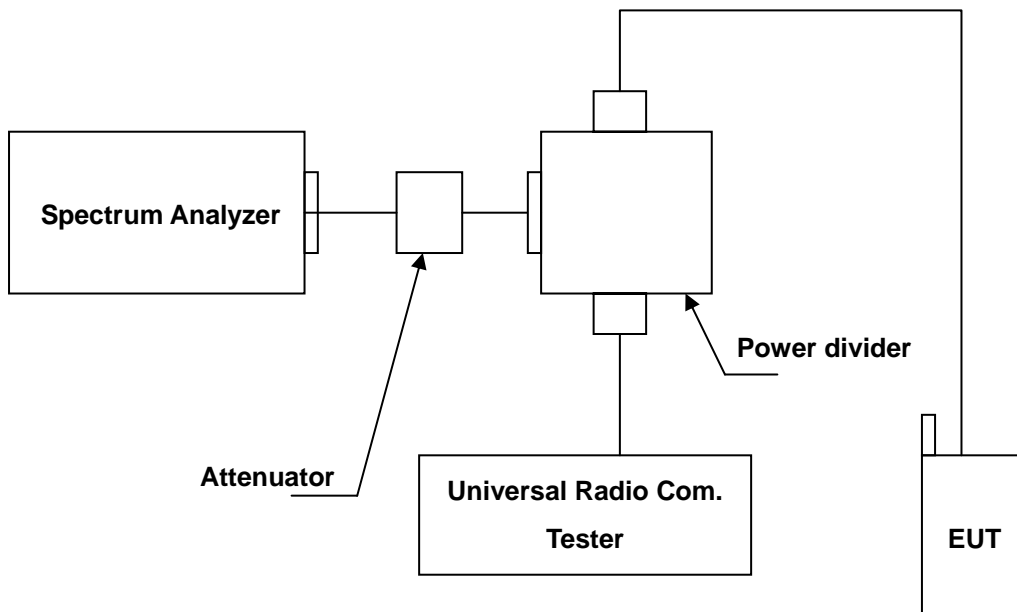 Spectrum Analyzer
Power divider
Attenuator
Universal Radio Com.
Tester
EUT